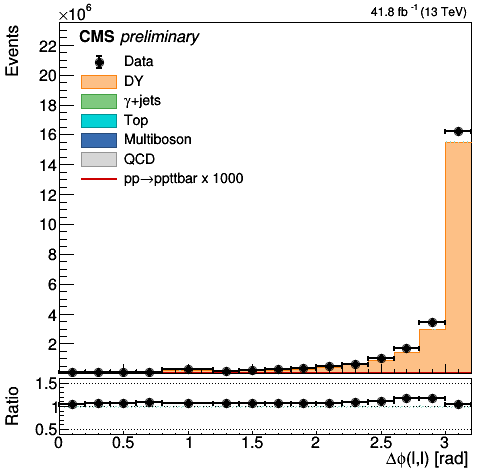 ×10⁶
41.8 fb⁻¹ (13 TeV)
Events
CMS preliminary
Data
DY
γ+jets
Top
Multiboson
QCD
pp→ppttbar x 1000
22
20
18
16
14
12
10
8
6
4
2
Ratio
1.5
1
0.5
0 0.5 1 1.5 2 2.5 3
Δϕ(l,l) [rad]